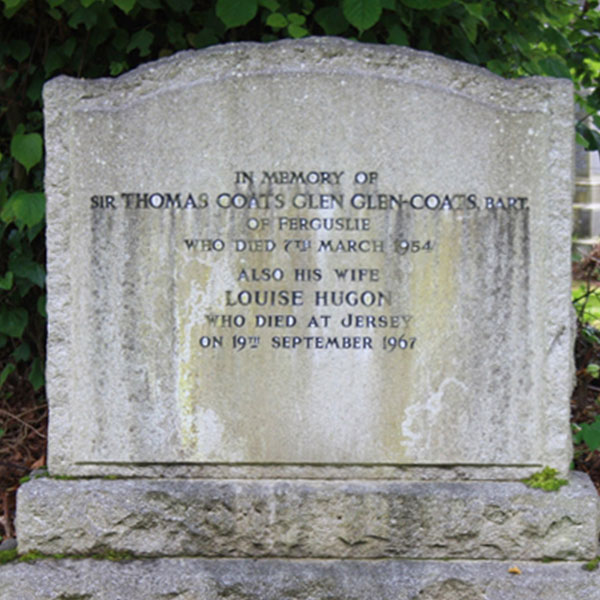 IN MEMORY OF
SIR THOMAS COATS GLEN GLEN-COATS, BART.
OF FERGUSLIE
WHO DIED 7TH MARCH 1954
ALSO HIS WIFE
LOUISE HUGON
WHO DIED AT JERSEY
ON 19TH SEPTEMBER 1967